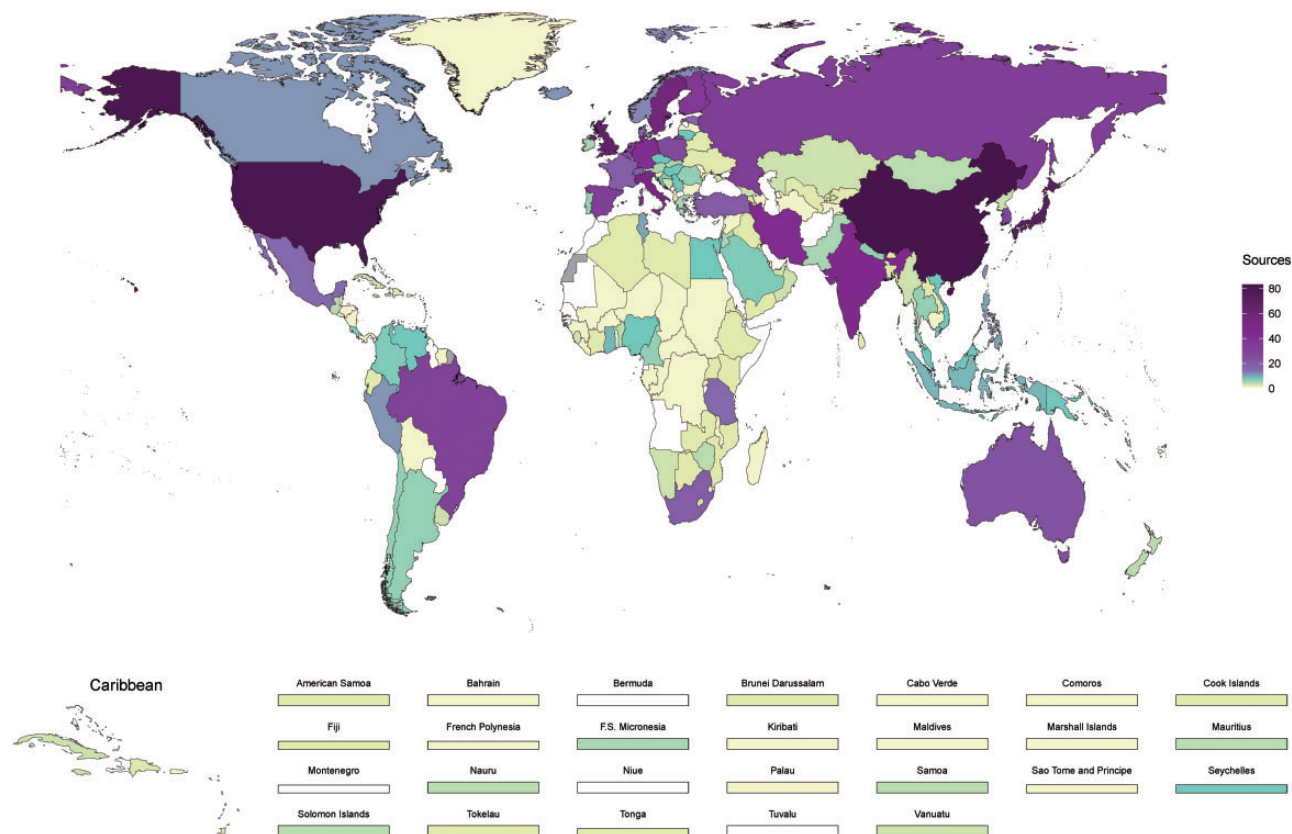 Sources
80
60
40
20
0
Caribbean
American Samoa
Bahrain
Bermuda
Brunei Darussalam
Cabo Verde
Comoros
Cook Islands
Fiji
French Polynesia
F.S. Micronesia
Kiribati
Maldives
Marshall Islands
Mauritius
Montenegro
Nauru
Niue
Palau
Samoa
Sao Tome and Principe
Seychelles
Solomon Islands
Tokelau
Tonga
Tuvalu
Vanuatu